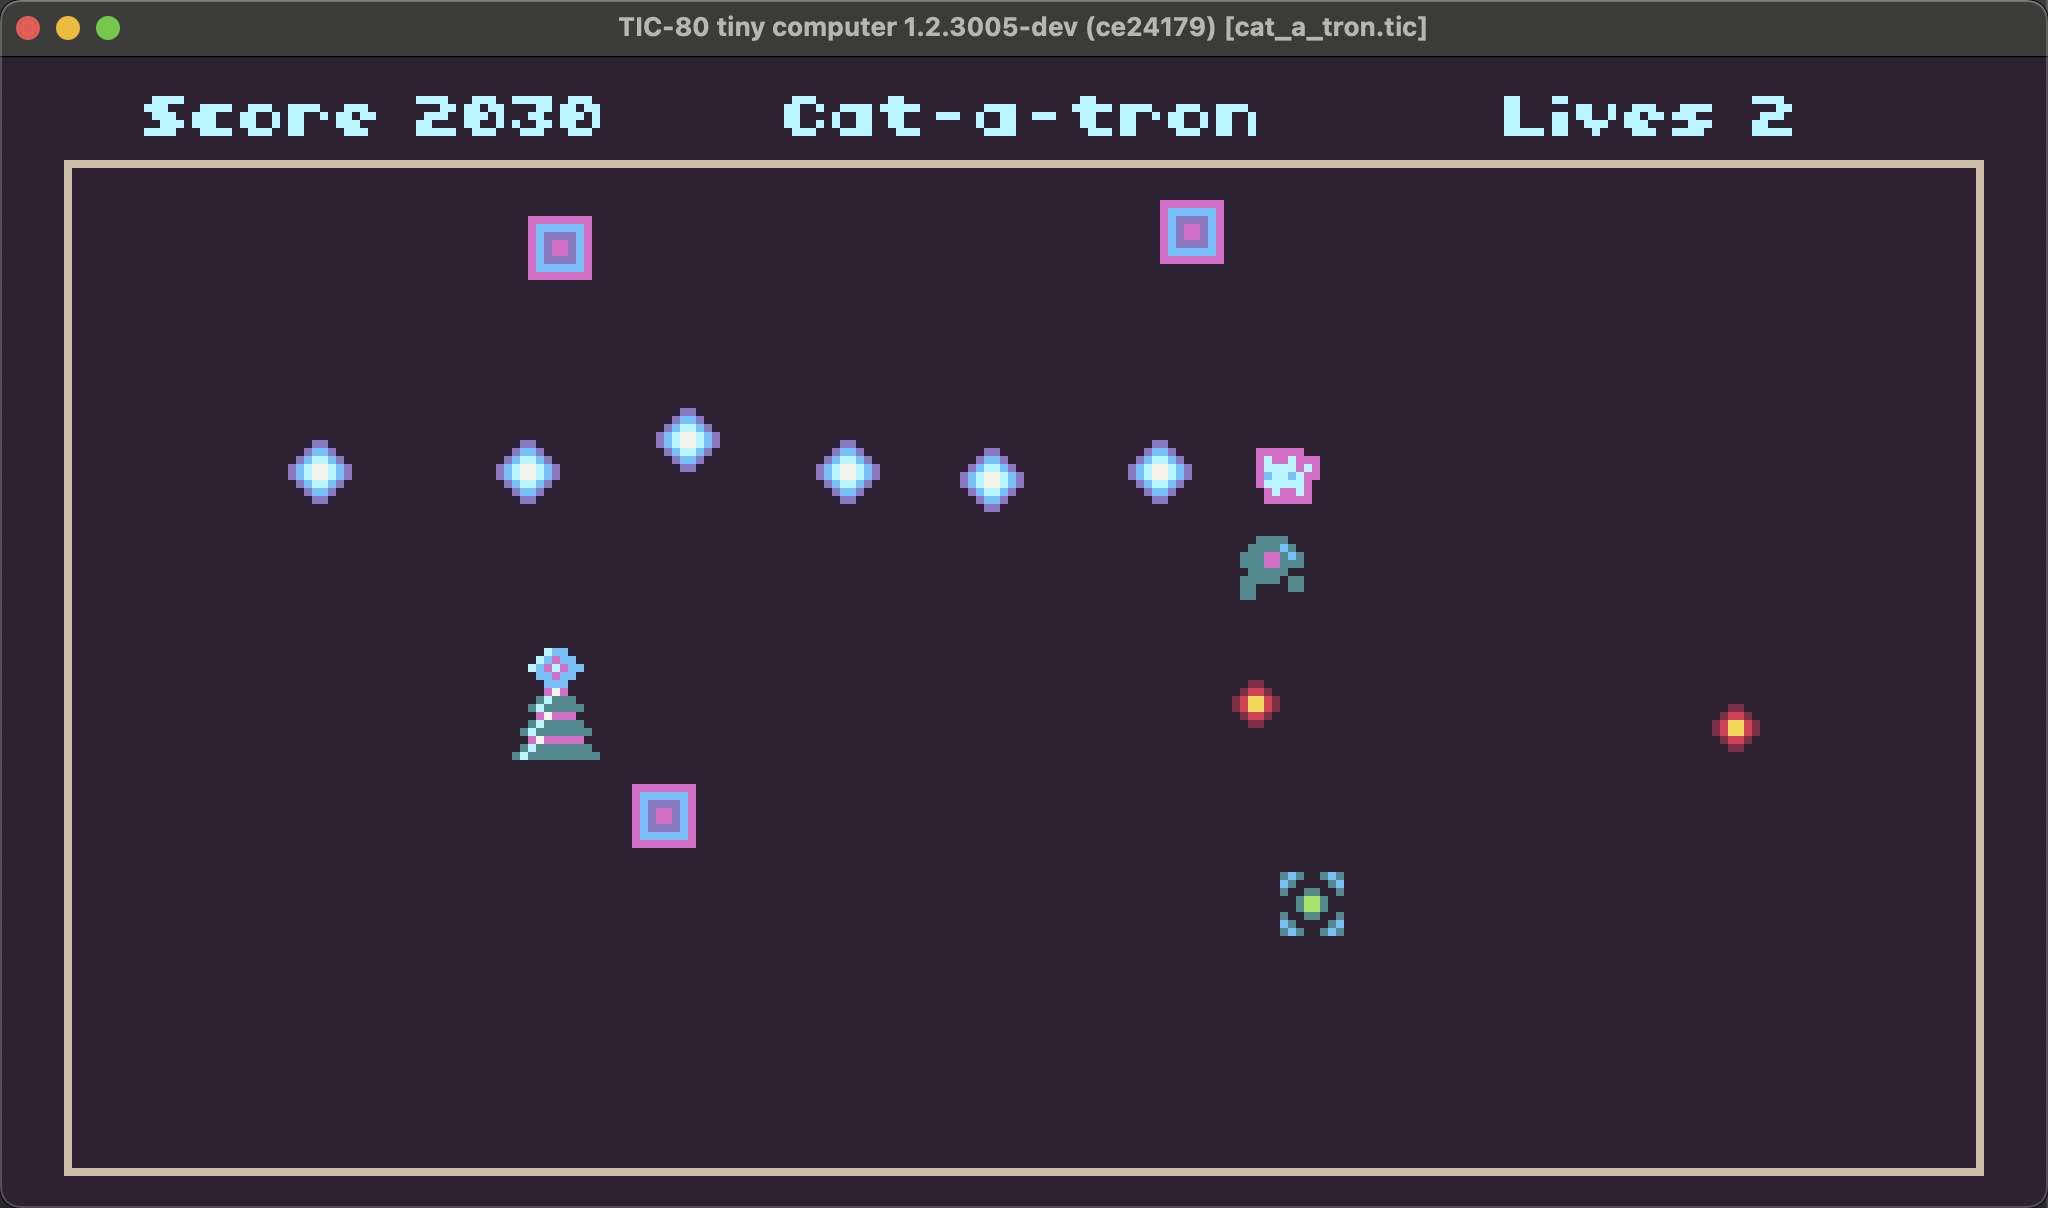 TIC-80 tiny computer 1.2.3005-dev (ce24179) [cat_a_tron.tic]
Score 2030 Cat-a-tron Lives 2